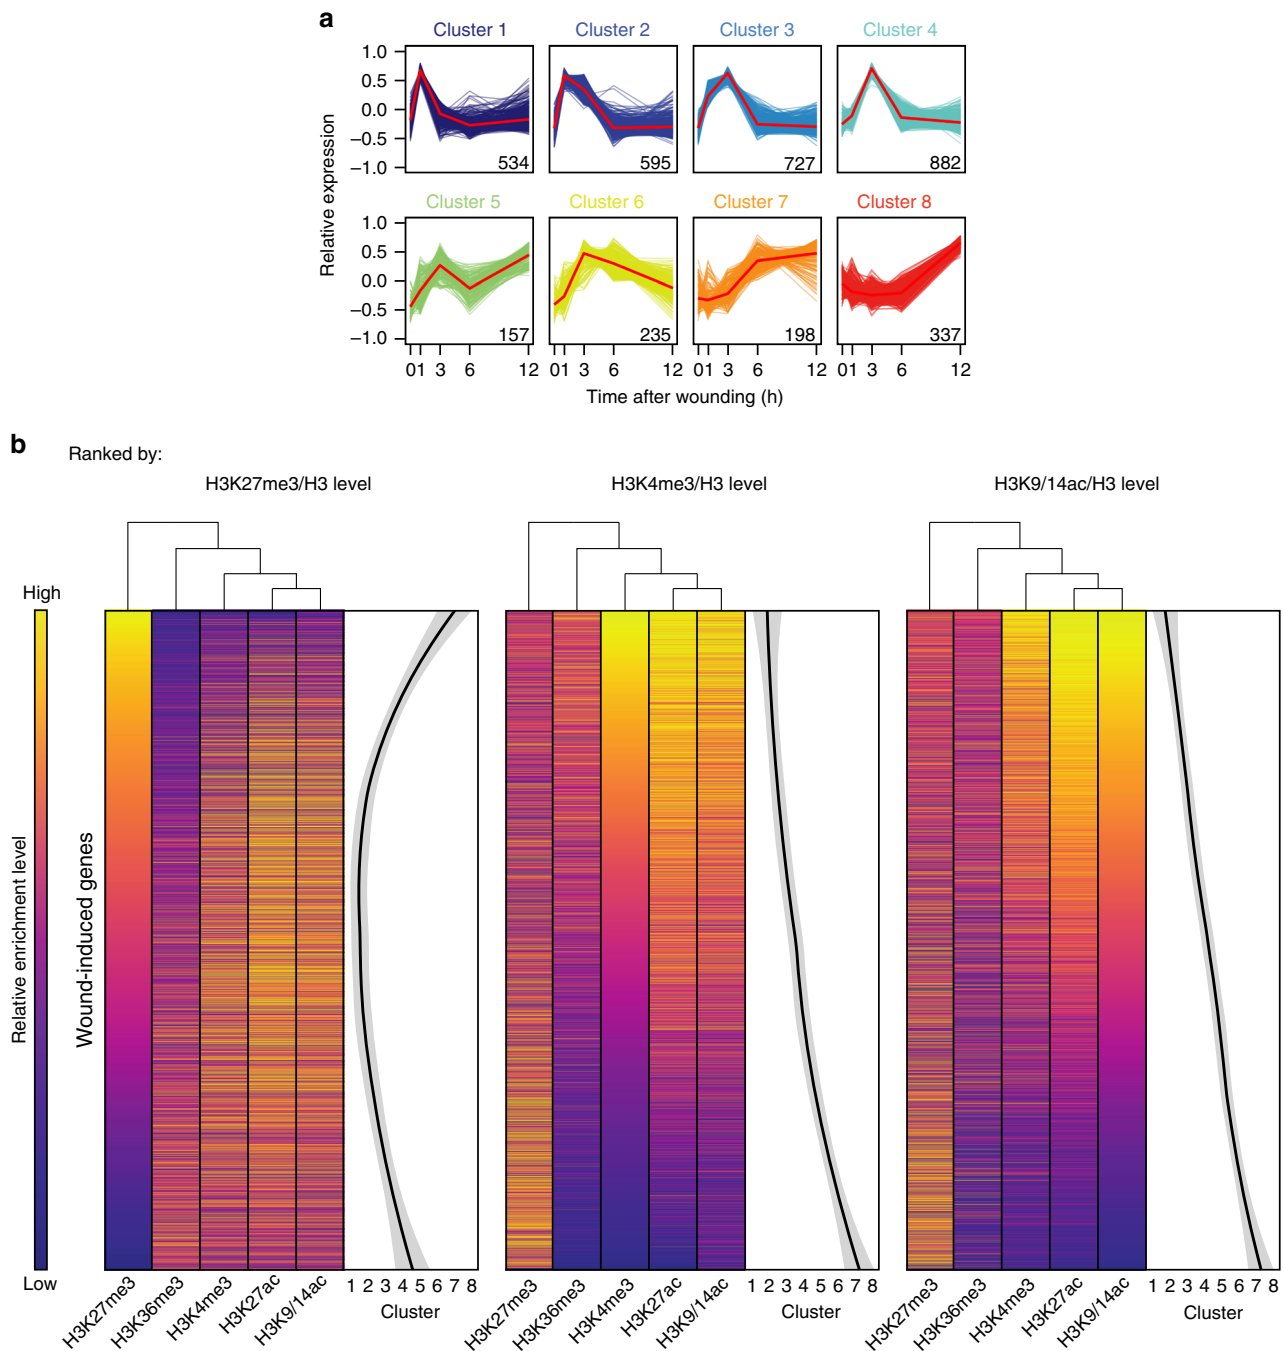 a
Cluster 1 Cluster 2 Cluster 3 Cluster 4
1.0
0.5
0.0
−0.5
−1.0
534 595 727 882
Relative expression
Cluster 5 Cluster 6 Cluster 7 Cluster 8
1.0
0.5
0.0
−0.5
−1.0
157 235 198 337
01 3 6 12 01 3 6 12 01 3 6 12 01 3 6 12
Time after wounding (h)
b
Ranked by:
H3K27me3/H3 level H3K4me3/H3 level H3K9/14ac/H3 level
High
Relative enrichment level
Low
Wound-induced genes
H3K27me3 H3K36me3 H3K4me3 H3K27ac H3K9/14ac
1 2 3 4 5 6 7 8
Cluster
H3K27me3 H3K36me3 H3K4me3 H3K27ac H3K9/14ac
1 2 3 4 5 6 7 8
Cluster
H3K27me3 H3K36me3 H3K4me3 H3K27ac H3K9/14ac
1 2 3 4 5 6 7 8
Cluster